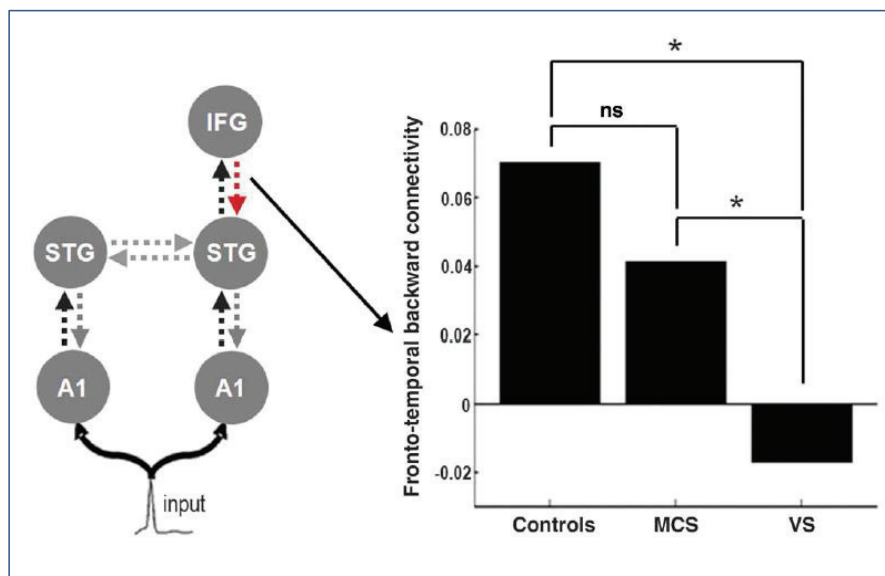 IFG
STG
STG
A1
A1
input
Fronto-temporal backward connectivity
*
ns
*
0.08
0.06
0.04
0.02
0
-0.02
Controls MCS VS